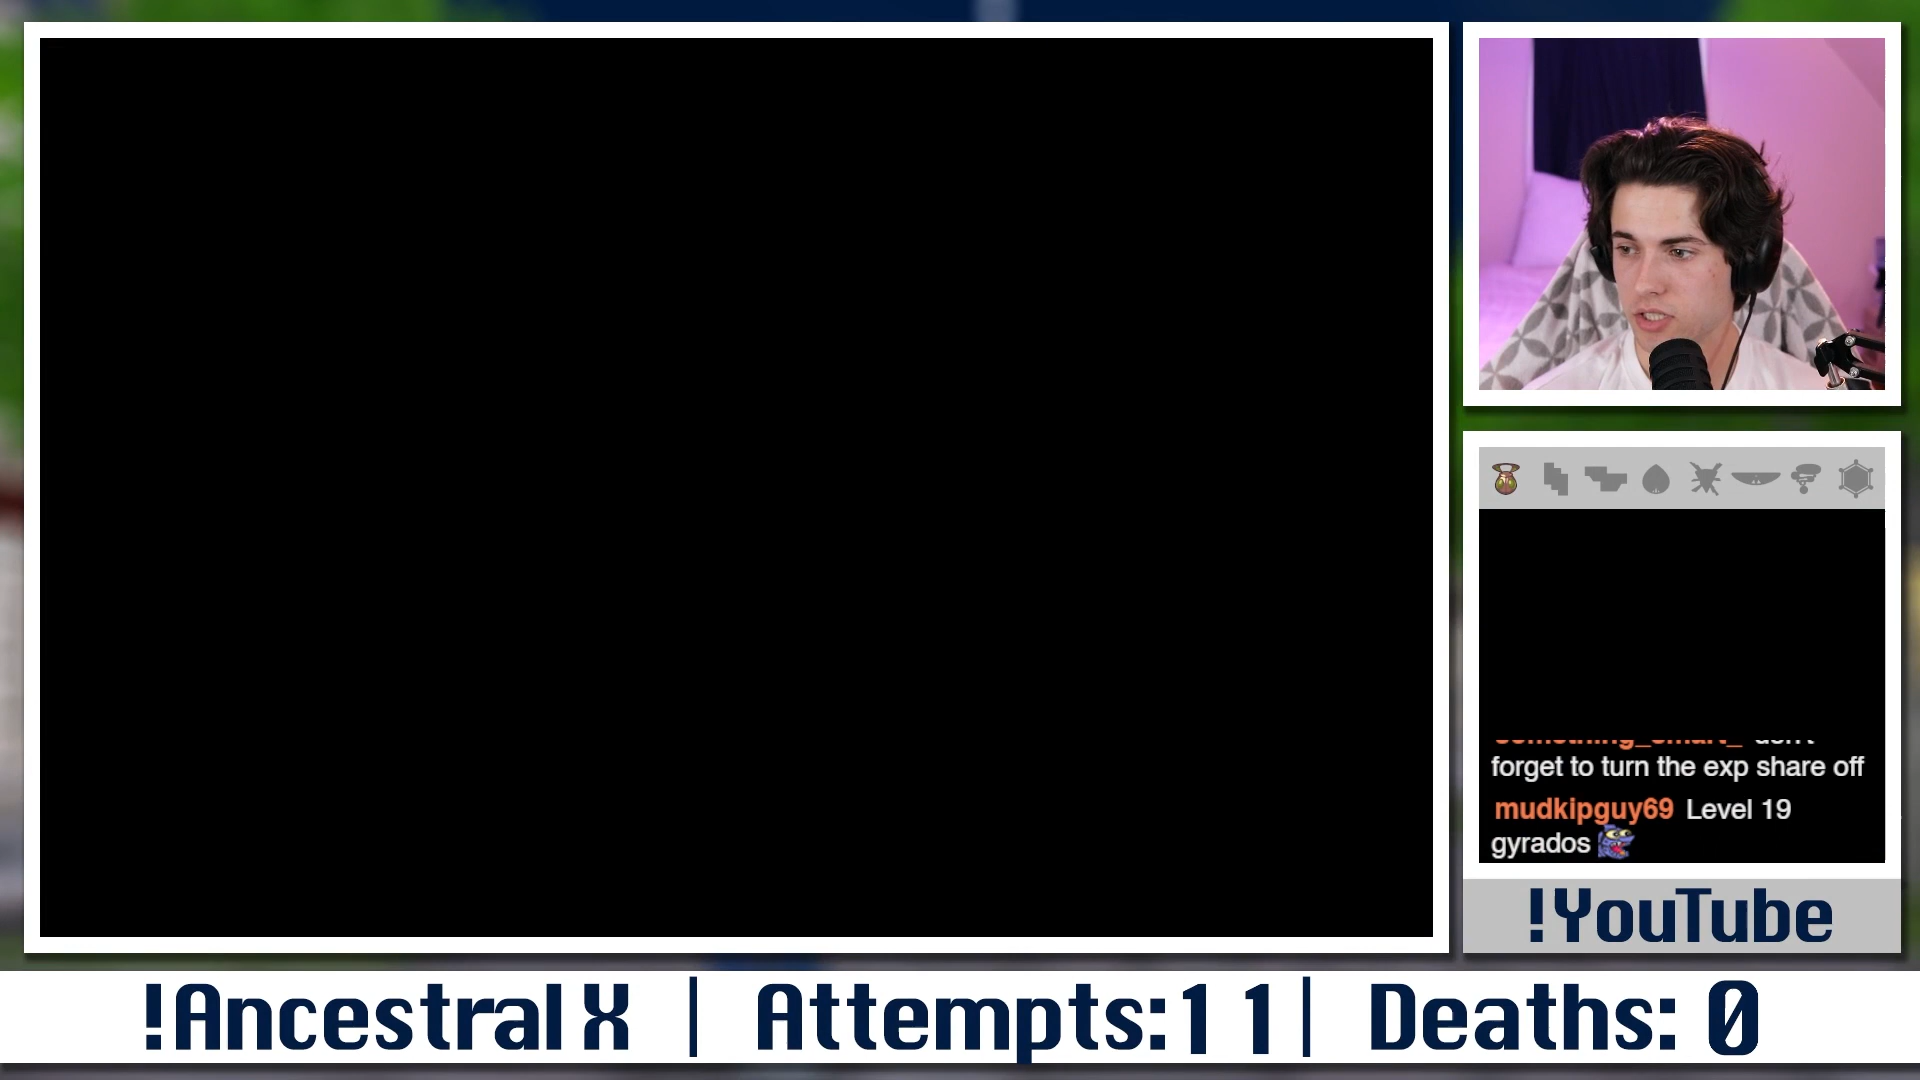 forget to turn the exp share off
mudkipguy69 Level 19
gyrados
!YouTube
!Ancestral X | Attempts:11| Deaths: 0